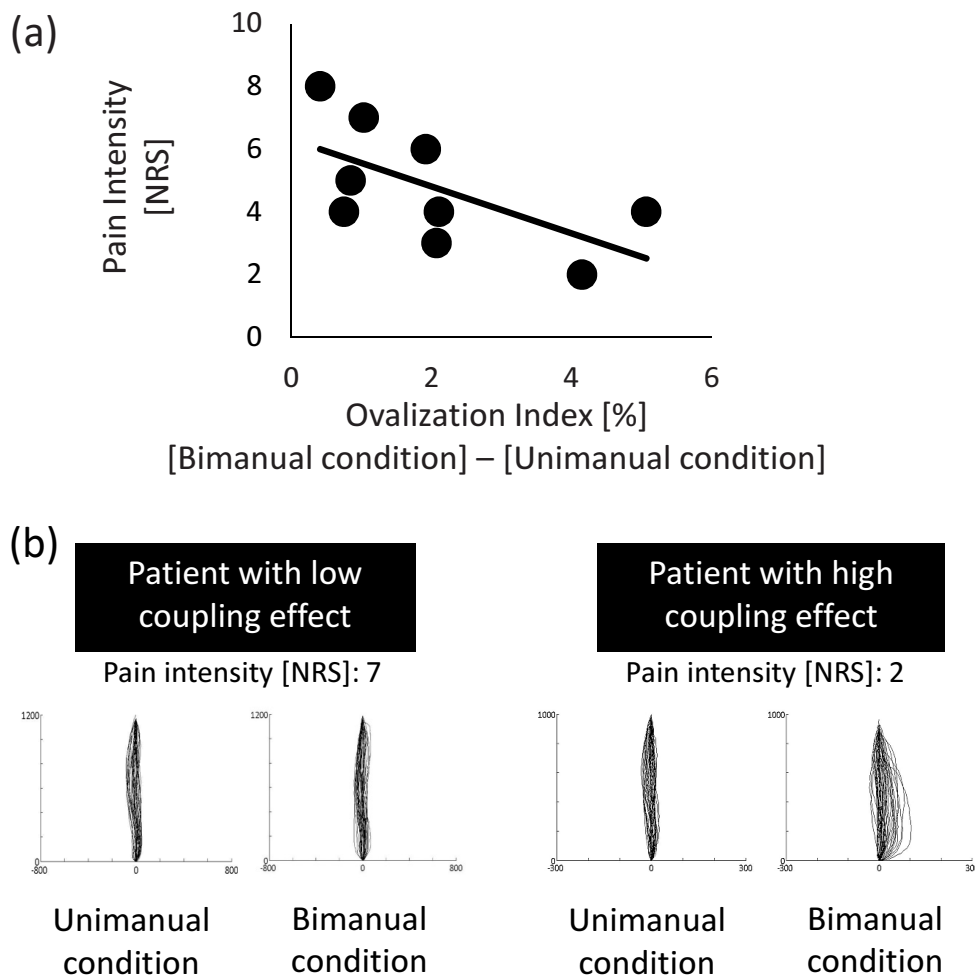 (a)
Pain Intensity
[NRS]
10
8
6
4
2
0
0 2 4 6
Ovalization Index [%]
[Bimanual condition] – [Unimanual condition]
(b)
Patient with low
coupling effect
Pain intensity [NRS]: 7
1200
0
-800 0 800
Unimanual
condition
1200
0
-800 0 800
Bimanual
condition
Patient with high
coupling effect
Pain intensity [NRS]: 2
1000
0
-300 0 300
Unimanual
condition
1000
0
-300 0 300
Bimanual
condition